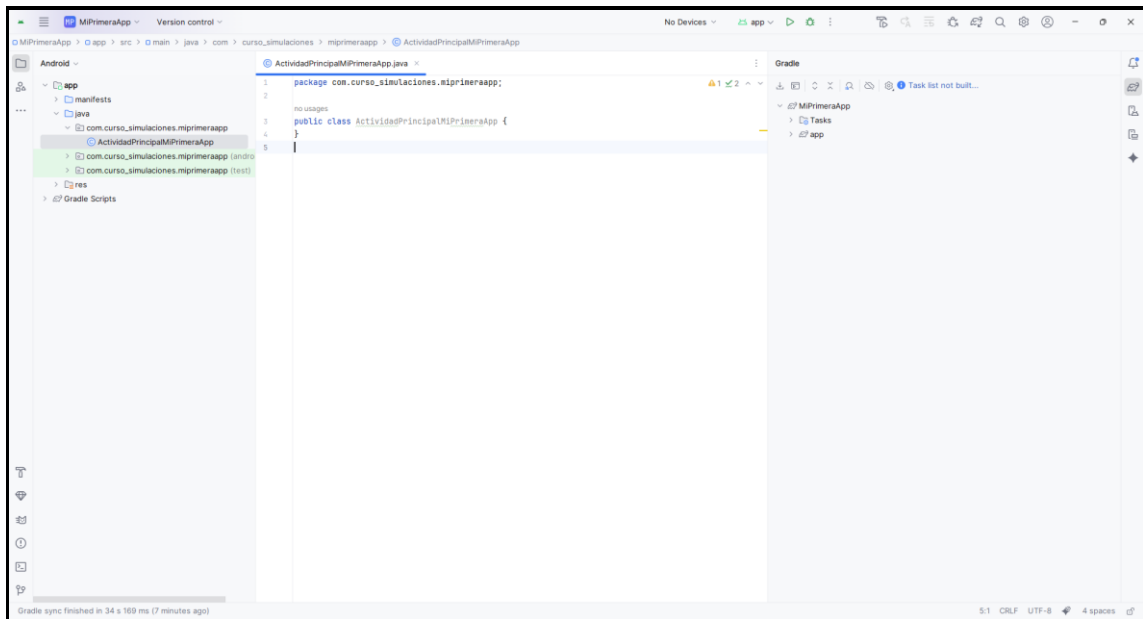 MP MiPrimeraApp Version control No Devices app
MiPrimeraApp > app > src > main > java > com > curso_simulaciones > miprimeraapp > ActividadPrincipalMiPrimeraApp
Android
ActividadPrincipalMiPrimeraApp.java
Gradle
app
manifests
java
com.curso_simulaciones.miprimeraapp
ActividadPrincipalMiPrimeraApp
com.curso_simulaciones.miprimeraapp (andro
com.curso_simulaciones.miprimeraapp (test)
res
Gradle Scripts
1 package com.curso_simulaciones.miprimeraapp; 1 2
2
no usages
3 public class ActividadPrincipalMiPrimeraApp {
4 }
5
Task list not built...
MiPrimeraApp
Tasks
app
Gradle sync finished in 34 s 169 ms (7 minutes ago) 5:1 CRLF UTF-8 4 spaces